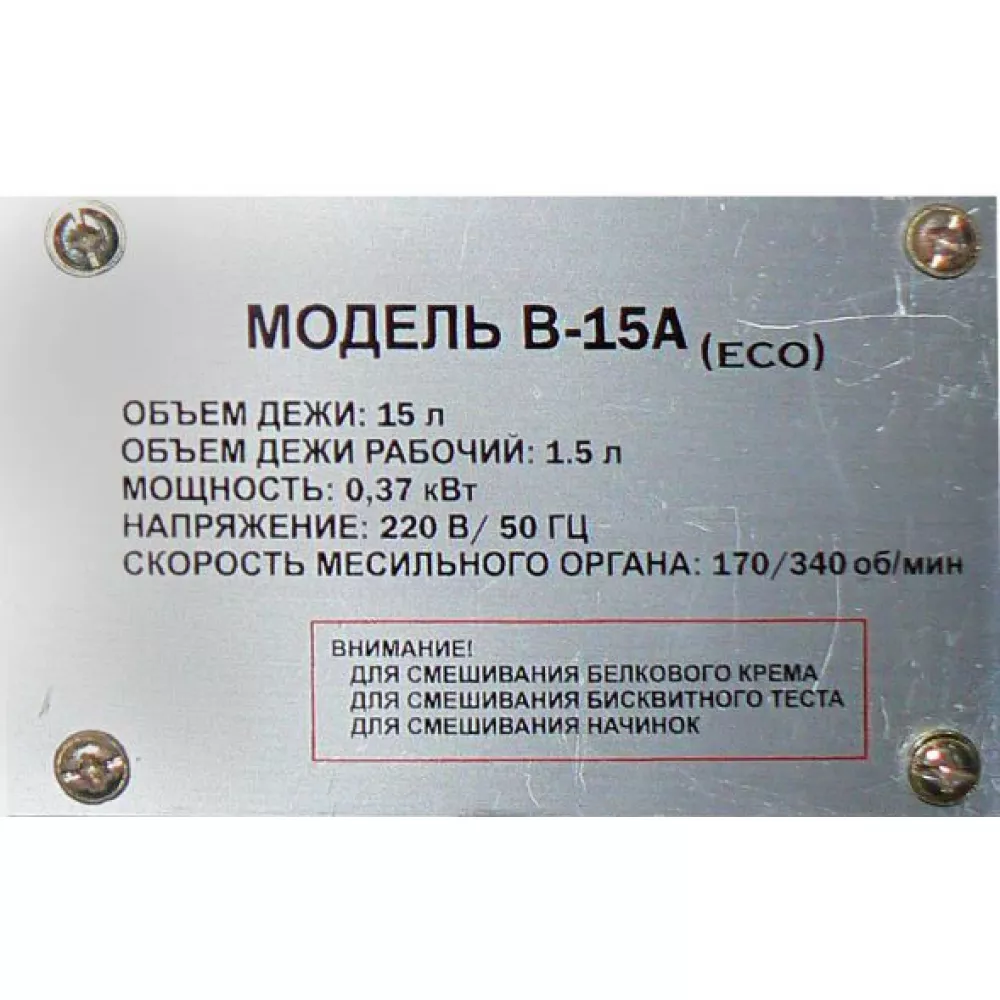 МОДЕЛЬ В-15А (ECO)
ОБЪЕМ ДЕЖИ: 15 л
ОБЪЕМ ДЕЖИ РАБОЧИЙ: 1.5 л
МОЩНОСТЬ: 0,37 кВт
НАПРЯЖЕНИЕ: 220 В/ 50 ГЦ
СКОРОСТЬ МЕСИЛЬНОГО ОРГАНА: 170/340 об/мин
ВНИМАНИЕ!
ДЛЯ СМЕШИВАНИЯ БЕЛКОВОГО КРЕМА
ДЛЯ СМЕШИВАНИЯ БИСКВИТНОГО ТЕСТА
ДЛЯ СМЕШИВАНИЯ НАЧИНОК